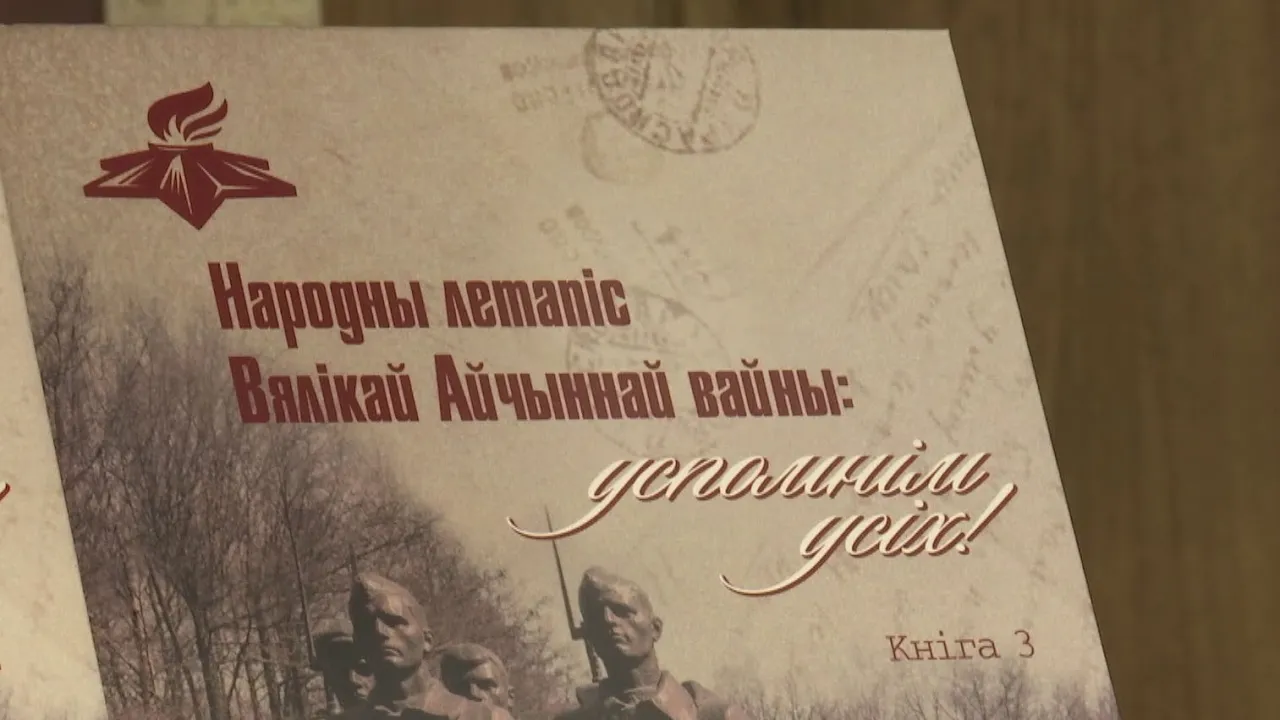 Народны летапіс
Вялікай Айчыннай вайны:
успомнім
усіх!
Кніга 3